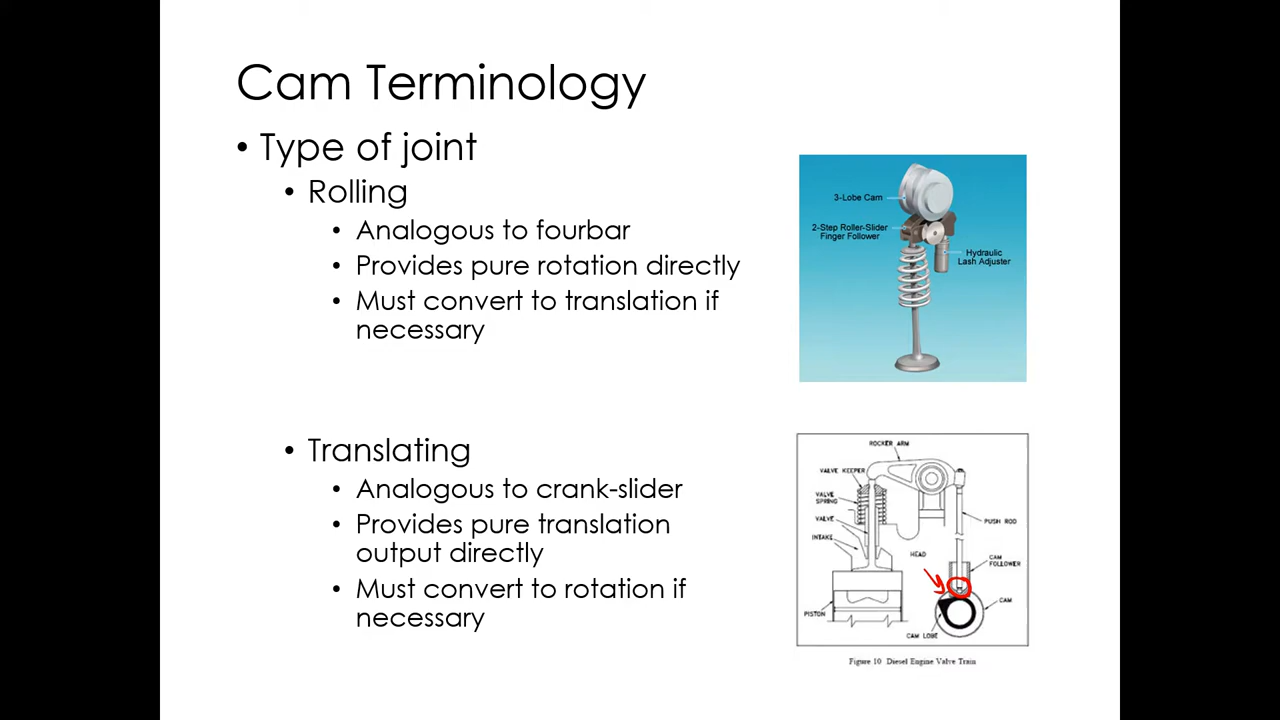 Cam Terminology
• Type of joint
• Rolling
• Analogous to fourbar
• Provides pure rotation directly
• Must convert to translation if
necessary
3-Lobe Cam
2-Step Roller-Slider
Finger Follower
Hydraulic
Lash Adjuster
• Translating
• Analogous to crank-slider
• Provides pure translation
output directly
• Must convert to rotation if
necessary
ROCKER ARM
VALVE KEEPER
VALVE
SPRING
VALVE
INTAKE
PUSH ROD
HEAD
CAM
FOLLOWER
CAM
PISTON
CAM LOBE
Figure 10 Diesel Engine Valve Train